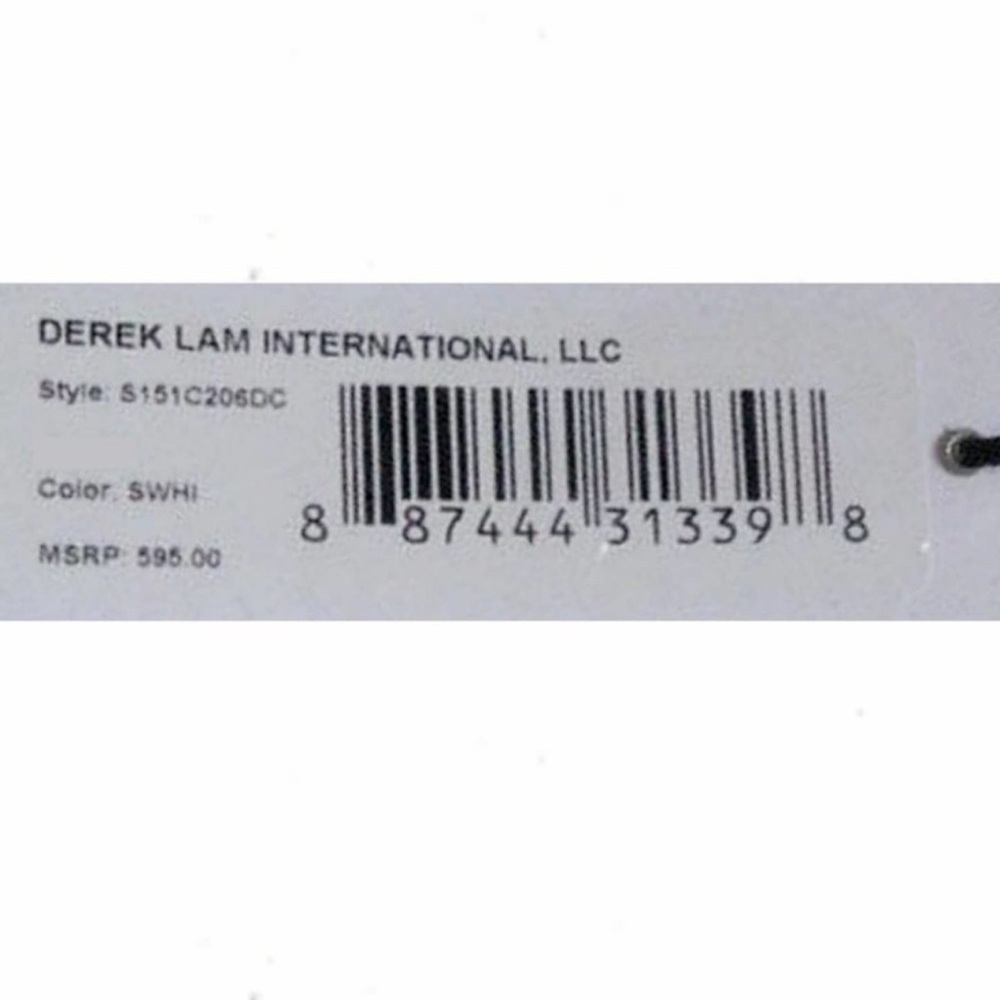 DEREK LAM INTERNATIONAL, LLC
Style: S151C206DC
Color: SWHI
MSRP: 595.00
8 87444 31339 8